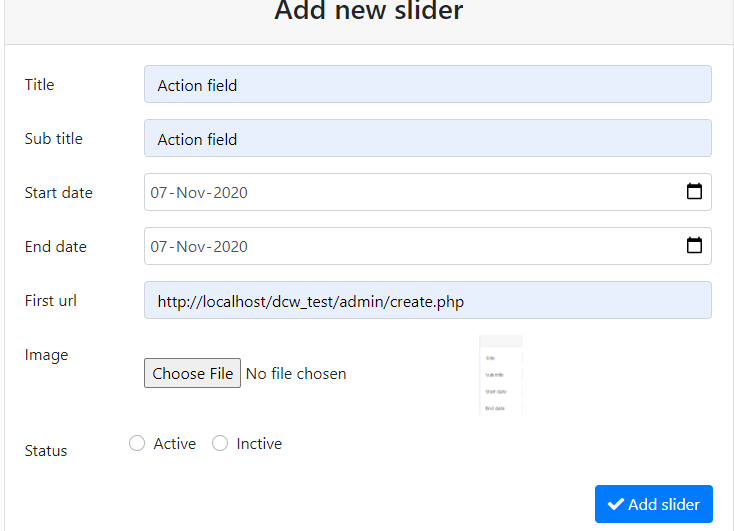 Add new slider
Title Action field
Sub title Action field
Start date 07-Nov-2020
End date 07-Nov-2020
First url http://localhost/dcw_test/admin/create.php
Image Choose File No file chosen
Title
Sub title
Start date
End date
Status Active Inctive
Add slider